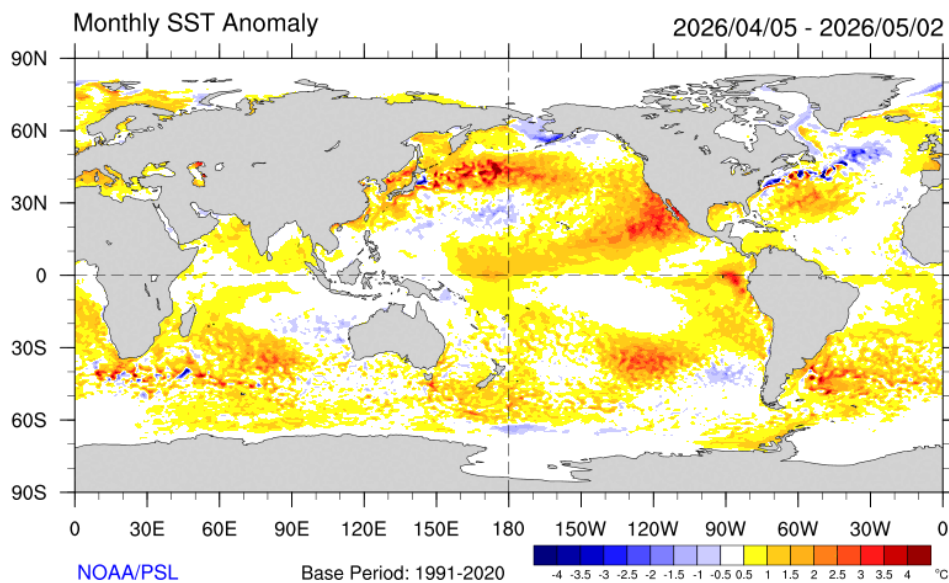 Monthly SST Anomaly 2026/04/05 - 2026/05/02
90N
60N
30N
0
30S
60S
90S
0 30E 60E 90E 120E 150E 180 150W 120W 90W 60W 30W 0
NOAA/PSL Base Period: 1991-2020
-4 -3.5 -3 -2.5 -2 -1.5 -1 -0.5 0.5 1 1.5 2 2.5 3 3.5 4 °C